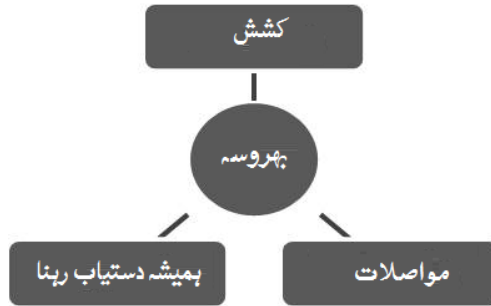 کشش
بھروسہ
مواصلات
ہمیشہ دستیاب رہنا